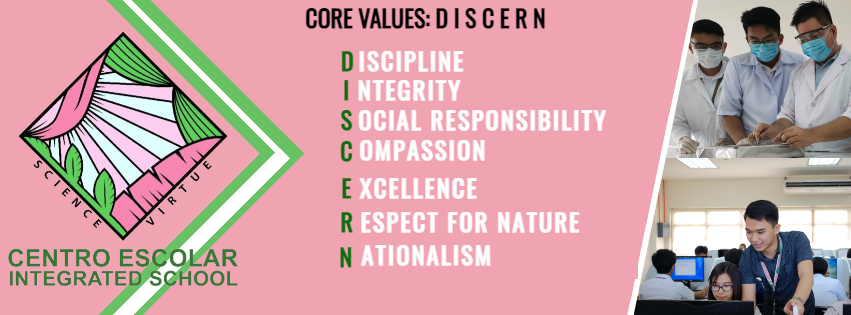 CORE VALUES: D I S C E R N
DISCIPLINE
INTEGRITY
SOCIAL RESPONSIBILITY
COMPASSION
EXCELLENCE
RESPECT FOR NATURE
NATIONALISM
SCIENCE
VIRTUE
CENTRO ESCOLAR
INTEGRATED SCHOOL